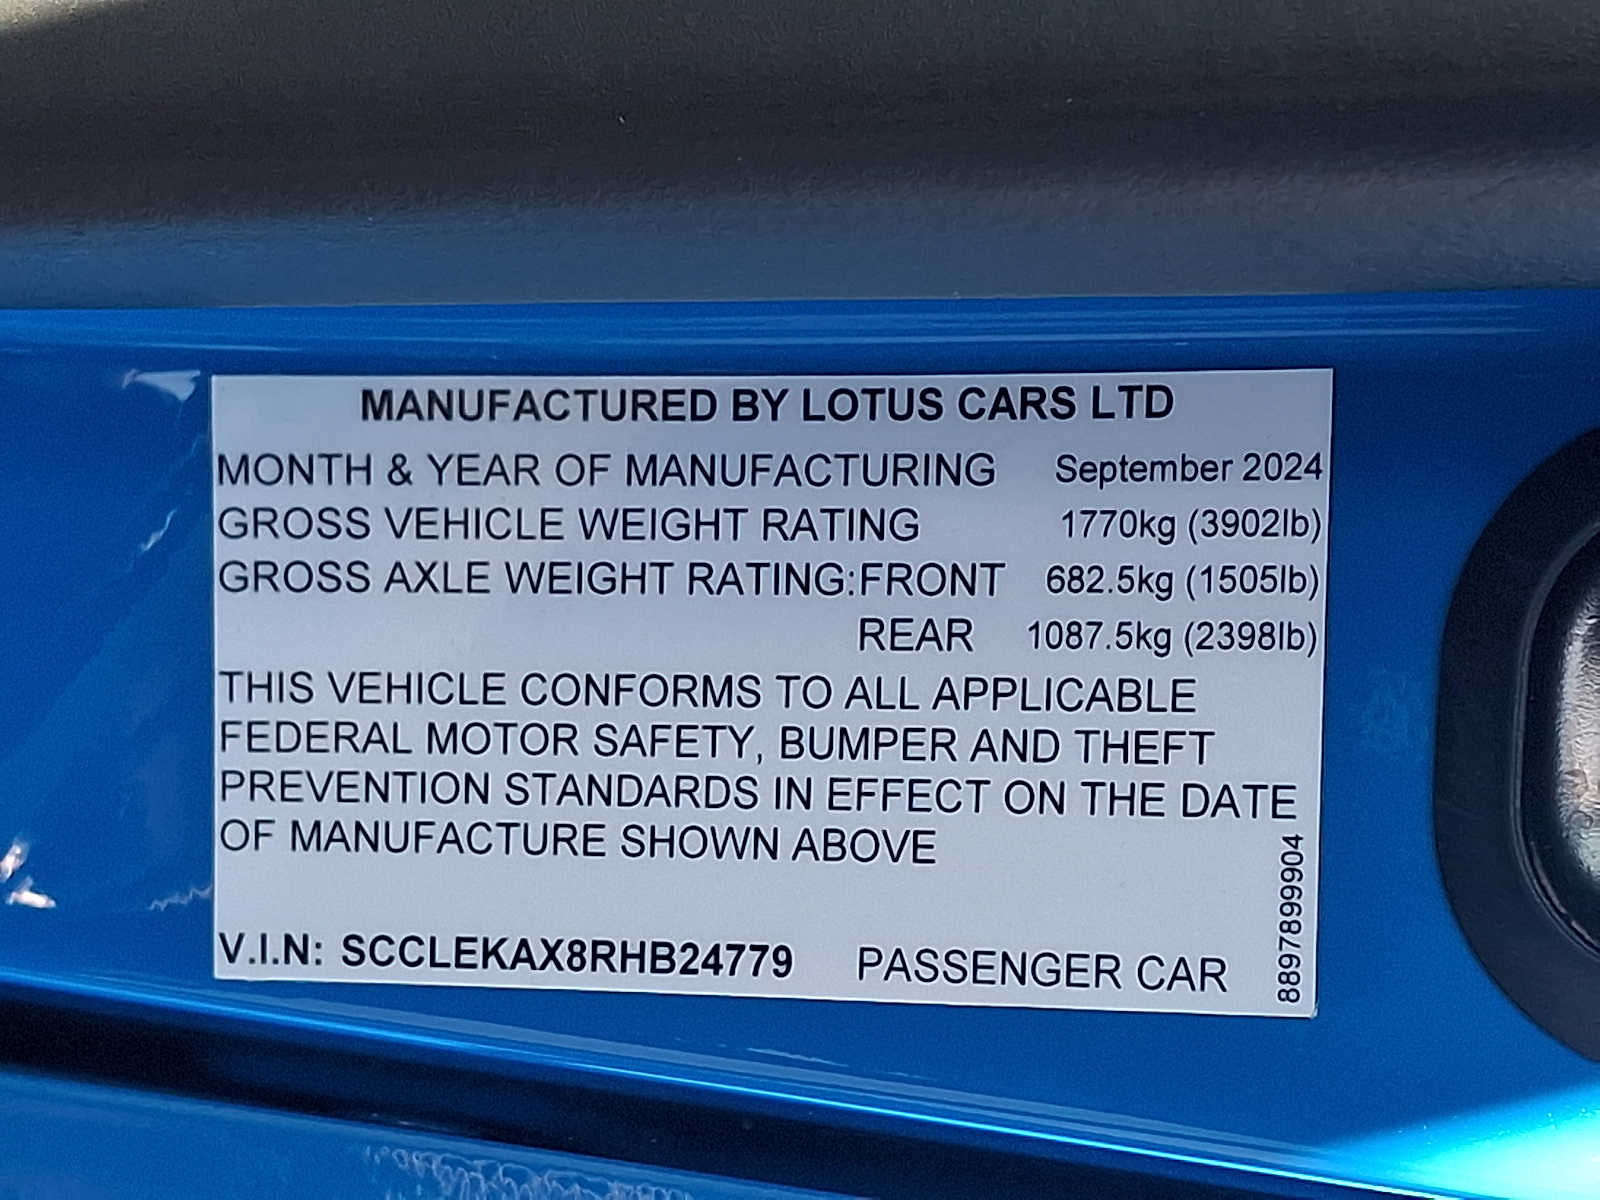 MANUFACTURED BY LOTUS CARS LTD
MONTH & YEAR OF MANUFACTURING September 2024
GROSS VEHICLE WEIGHT RATING 1770kg (3902lb)
GROSS AXLE WEIGHT RATING:FRONT 682.5kg (1505lb)
REAR 1087.5kg (2398lb)
THIS VEHICLE CONFORMS TO ALL APPLICABLE
FEDERAL MOTOR SAFETY, BUMPER AND THEFT
PREVENTION STANDARDS IN EFFECT ON THE DATE
OF MANUFACTURE SHOWN ABOVE
V.I.N: SCCLEKAX8RHB24779 PASSENGER CAR
8897899904